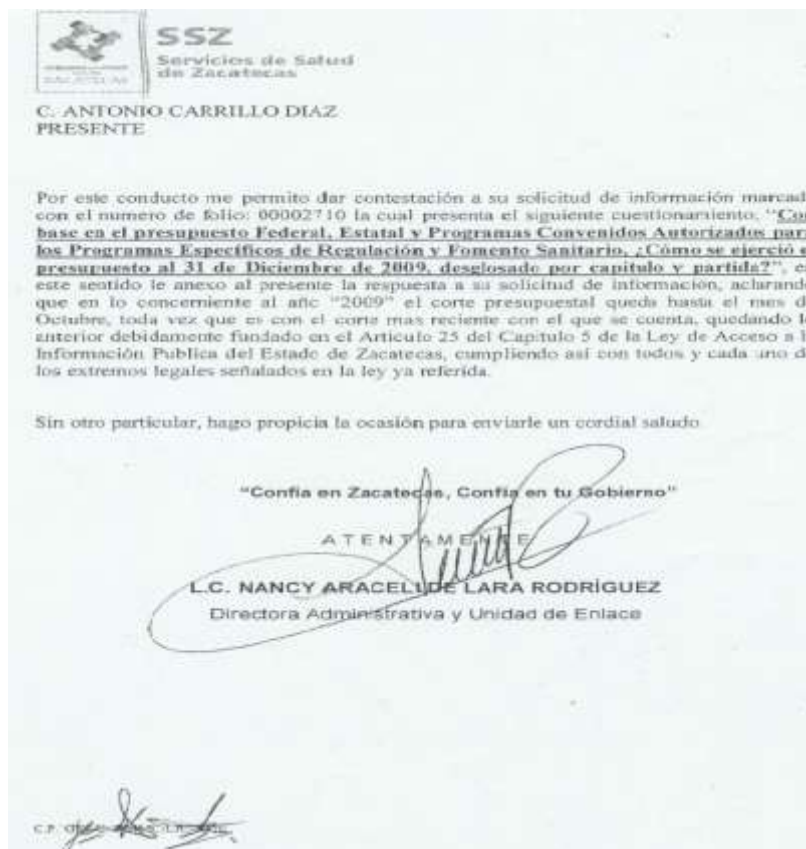 SSZ
Servicios de Salud
de Zacatecas
C. ANTONIO CARRILLO DIAZ
PRESENTE
Por este conducto me permito dar contestación a su solicitud de información marcad
con el numero de folio: 00002710 la cual presenta el siguiente cuestionamiento, "Con
base en el presupuesto Federal, Estatal y Programas Convenidos Autorizados par
los Programas Específicos de Regulación y Fomento Sanitario, ¿Cómo se ejerció e
presupuesto al 31 de Diciembre de 2009, desglosado por capitulo y partida?", e
este sentido le anexo al presente la respuesta a su solicitud de información, aclarand
que en lo concerniente al año "2009" el corte presupuestal queda hasta el mes d
Octubre, toda vez que es con el corte mas reciente con el que se cuenta, quedando l
anterior debidamente fundado en el Articulo 25 del Capitulo 5 de la Ley de Acceso a l
Información Publica del Estado de Zacatecas, cumpliendo así con todos y cada uno d
los extremos legales señalados en la ley ya referida.
Sin otro particular, hago propicia la ocasión para enviarle un cordial saludo.
"Confia en Zacatecas, Confia en tu Gobierno"
ATENTAMENTE
L.C. NANCY ARACELI DE LARA RODRÍGUEZ
Directora Administrativa y Unidad de Enlace
C.P.